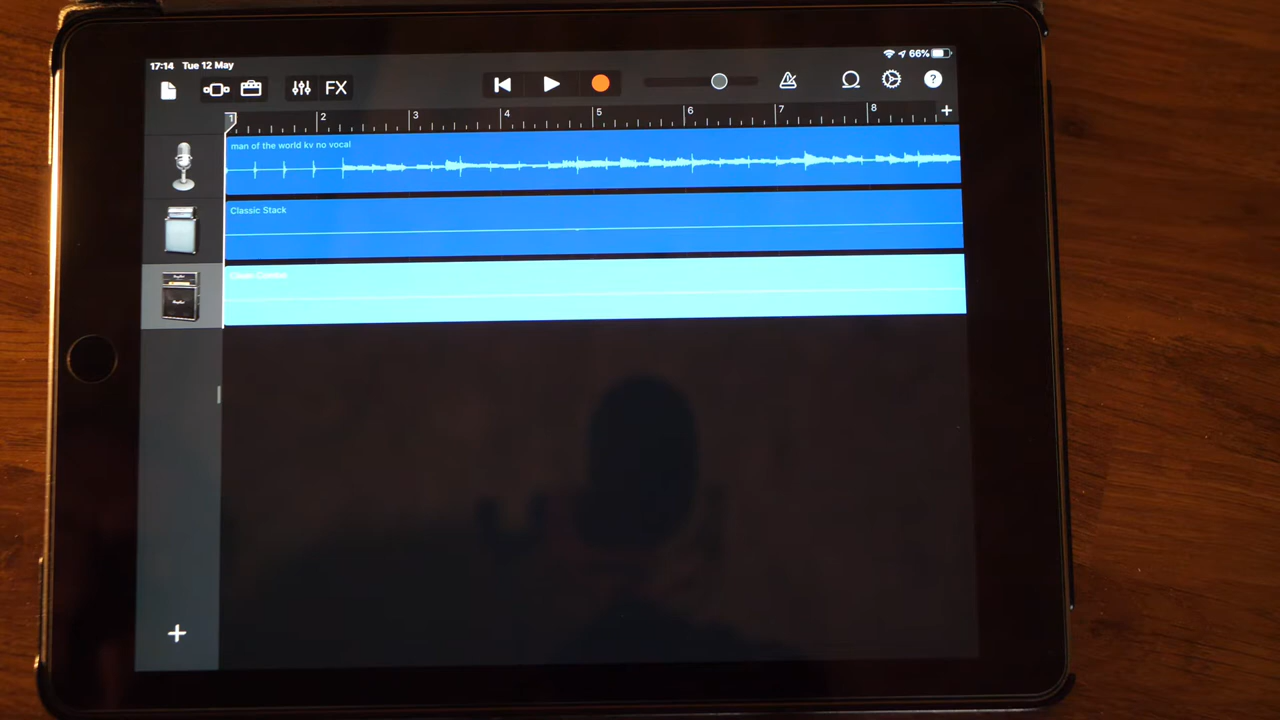 17:14 Tue 12 May 66%
FX ?
1 2 3 4 5 6 7 8 +
man of the world kv no vocal
Classic Stack
+